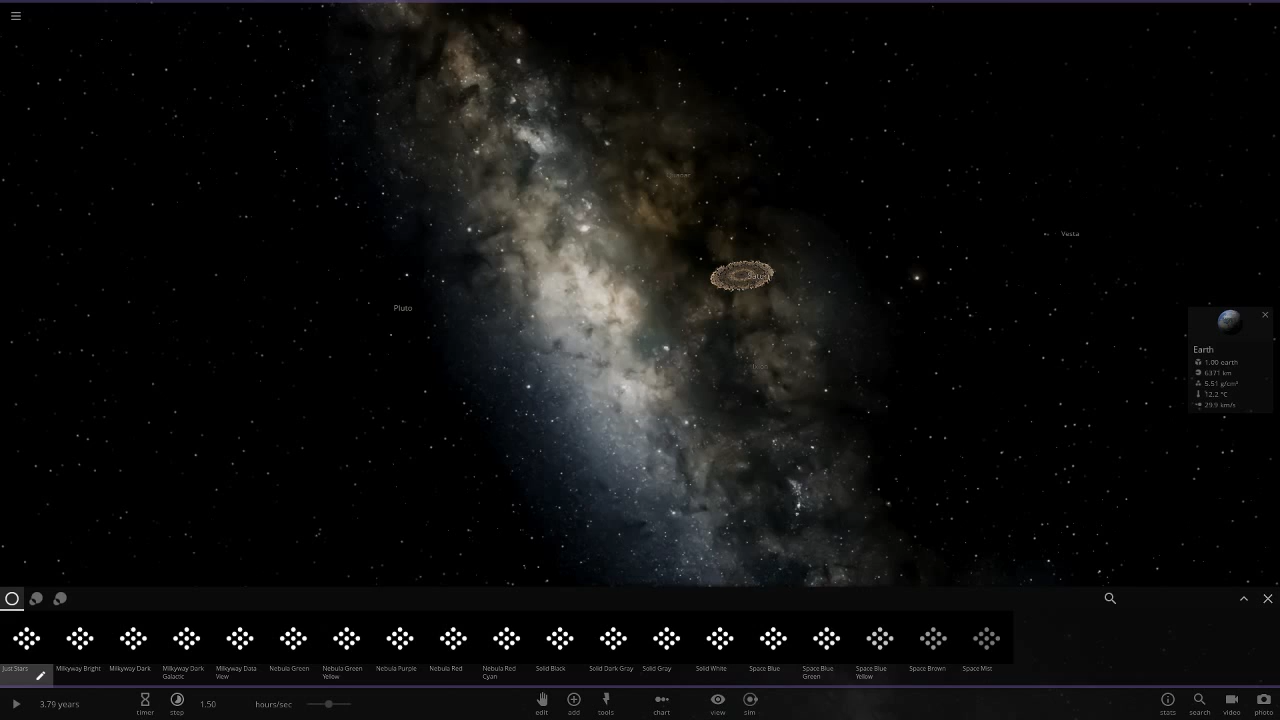 Vesta
Pluto
Earth
1.00 earth
6371 km
5.51 g/cm³
12.2 °C
29.9 km/s
Just Stars
Milkyway Bright
Milkyway Dark
Milkyway Dark Galactic
Milkyway Data View
Nebula Green
Nebula Green Yellow
Nebula Purple
Nebula Red
Nebula Red Cyan
Solid Black
Solid Dark Gray
Solid Gray
Solid White
Space Blue
Space Blue Green
Space Blue Yellow
Space Brown
Space Mist
3.79 years
timer
step
1.50
hours/sec
edit
add
tools
chart
view
sim
stats
search
video
photo